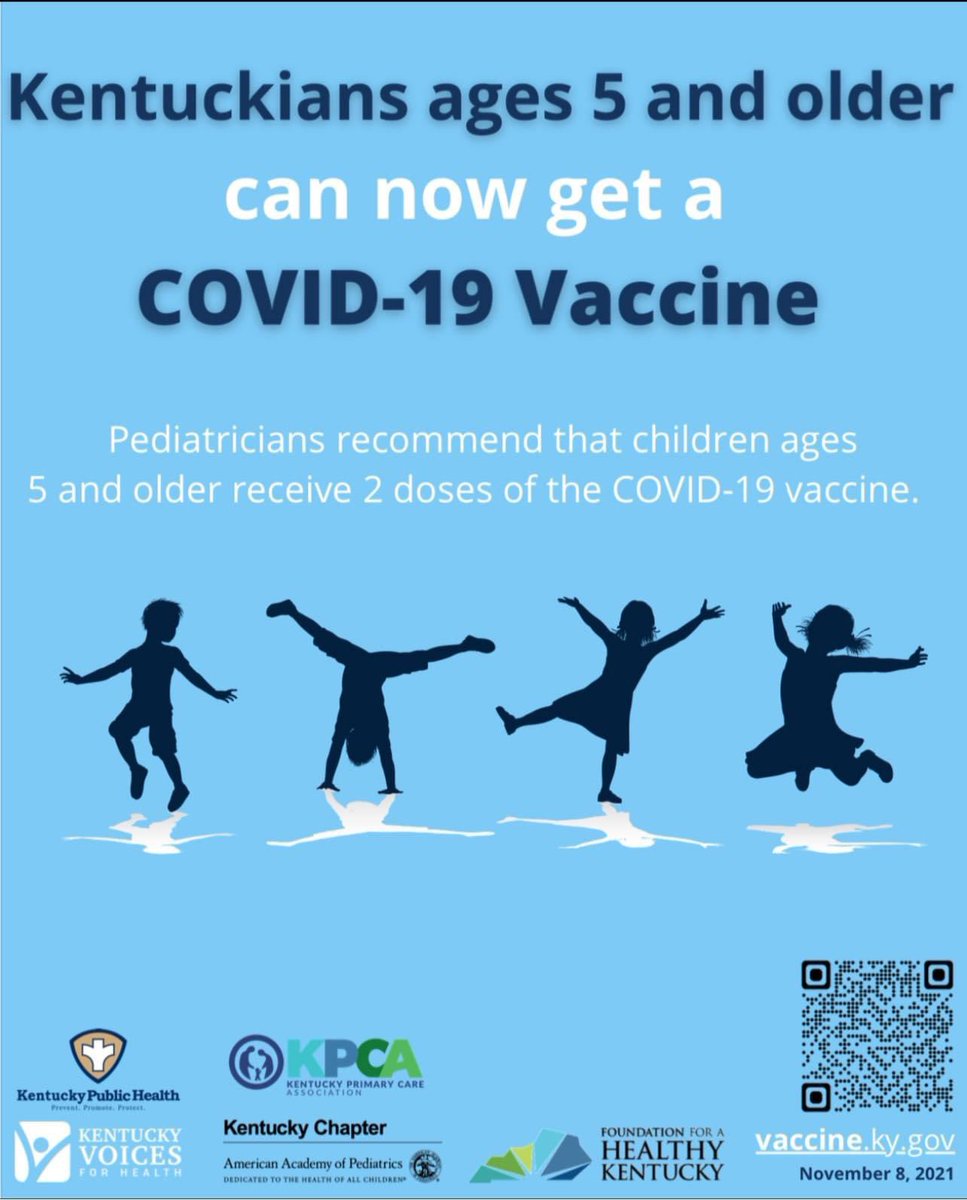 Kentuckians ages 5 and older
can now get a
COVID-19 Vaccine
Pediatricians recommend that children ages
5 and older receive 2 doses of the COVID-19 vaccine.
Kentucky Public Health
Prevent. Promote. Protect.
KPCA
KENTUCKY PRIMARY CARE
ASSOCIATION
KENTUCKY
VOICES
FOR HEALTH
Kentucky Chapter
American Academy of Pediatrics
DEDICATED TO THE HEALTH OF ALL CHILDREN®
FOUNDATION FOR A
HEALTHY
KENTUCKY
vaccine.ky.gov
November 8, 2021